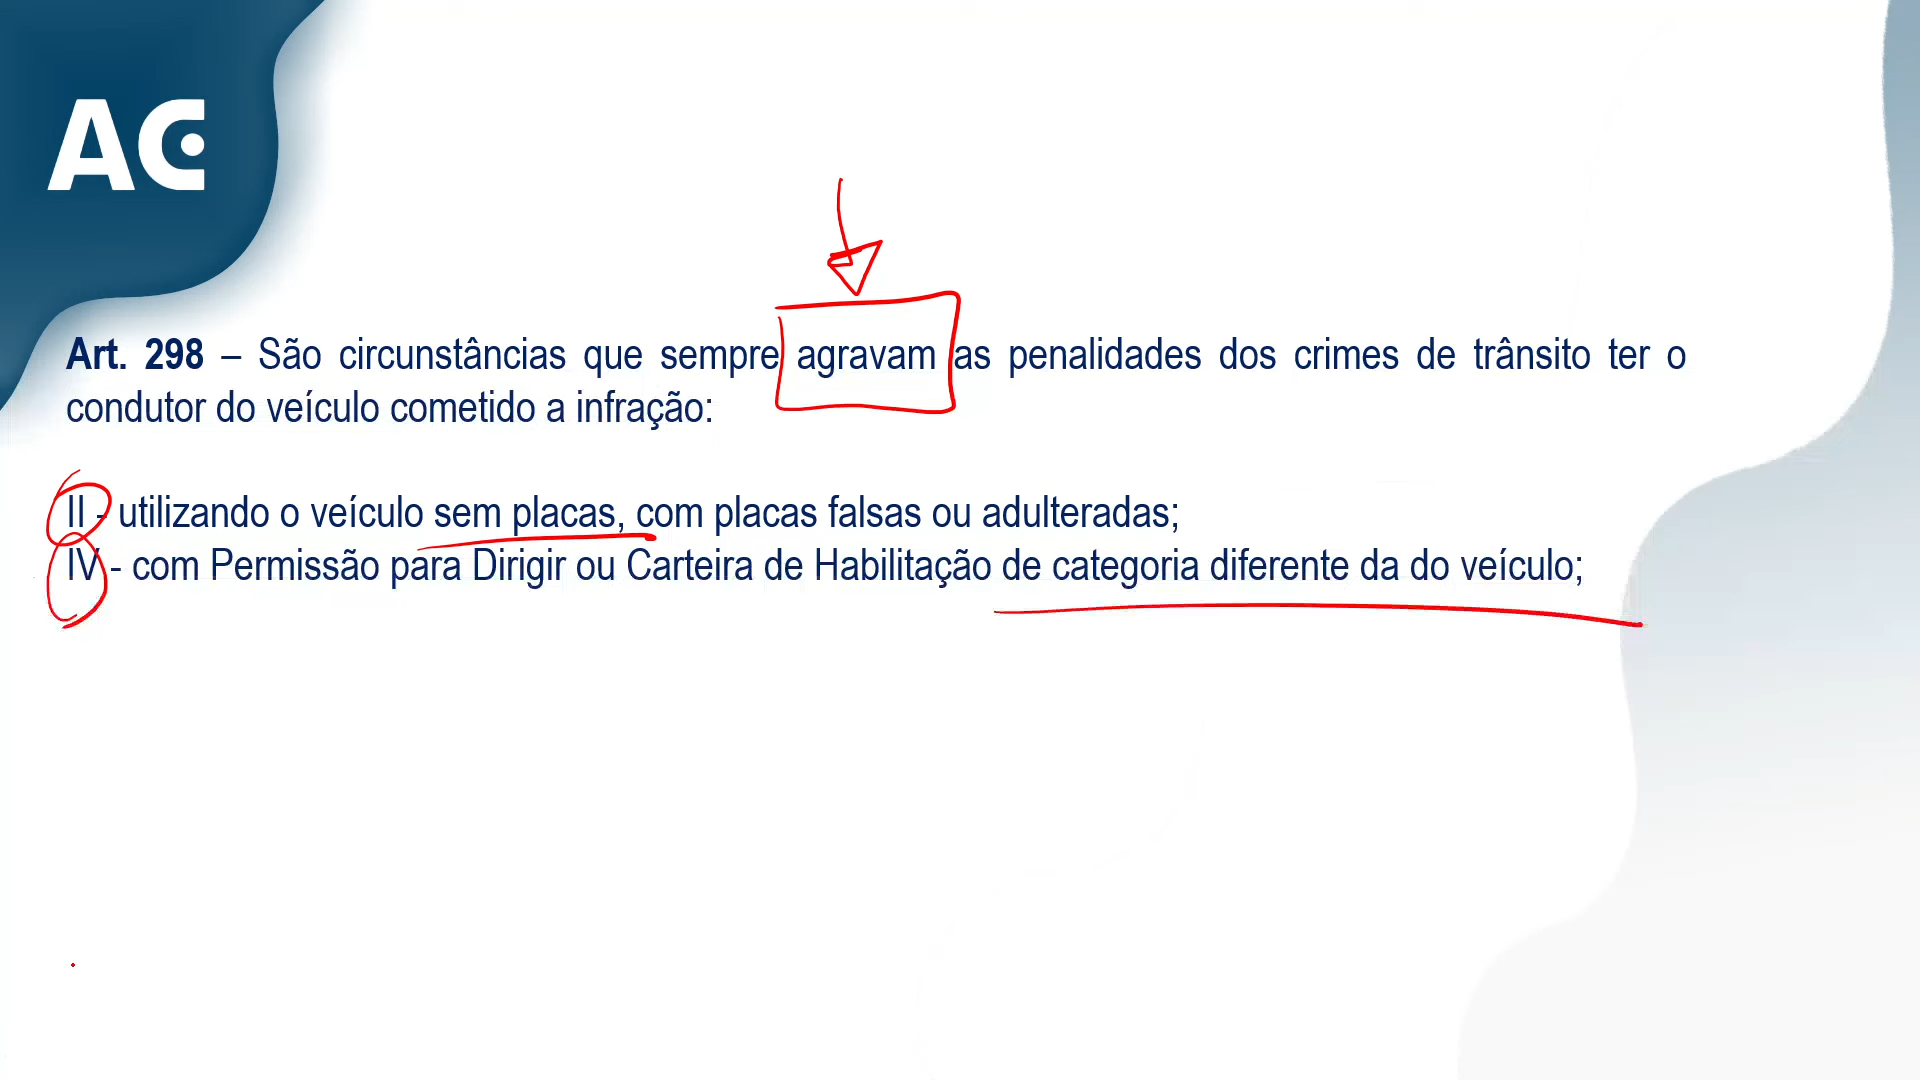 AC
Art. 298 – São circunstâncias que sempre agravam as penalidades dos crimes de trânsito ter o
condutor do veículo cometido a infração:
II - utilizando o veículo sem placas, com placas falsas ou adulteradas;
IV - com Permissão para Dirigir ou Carteira de Habilitação de categoria diferente da do veículo;